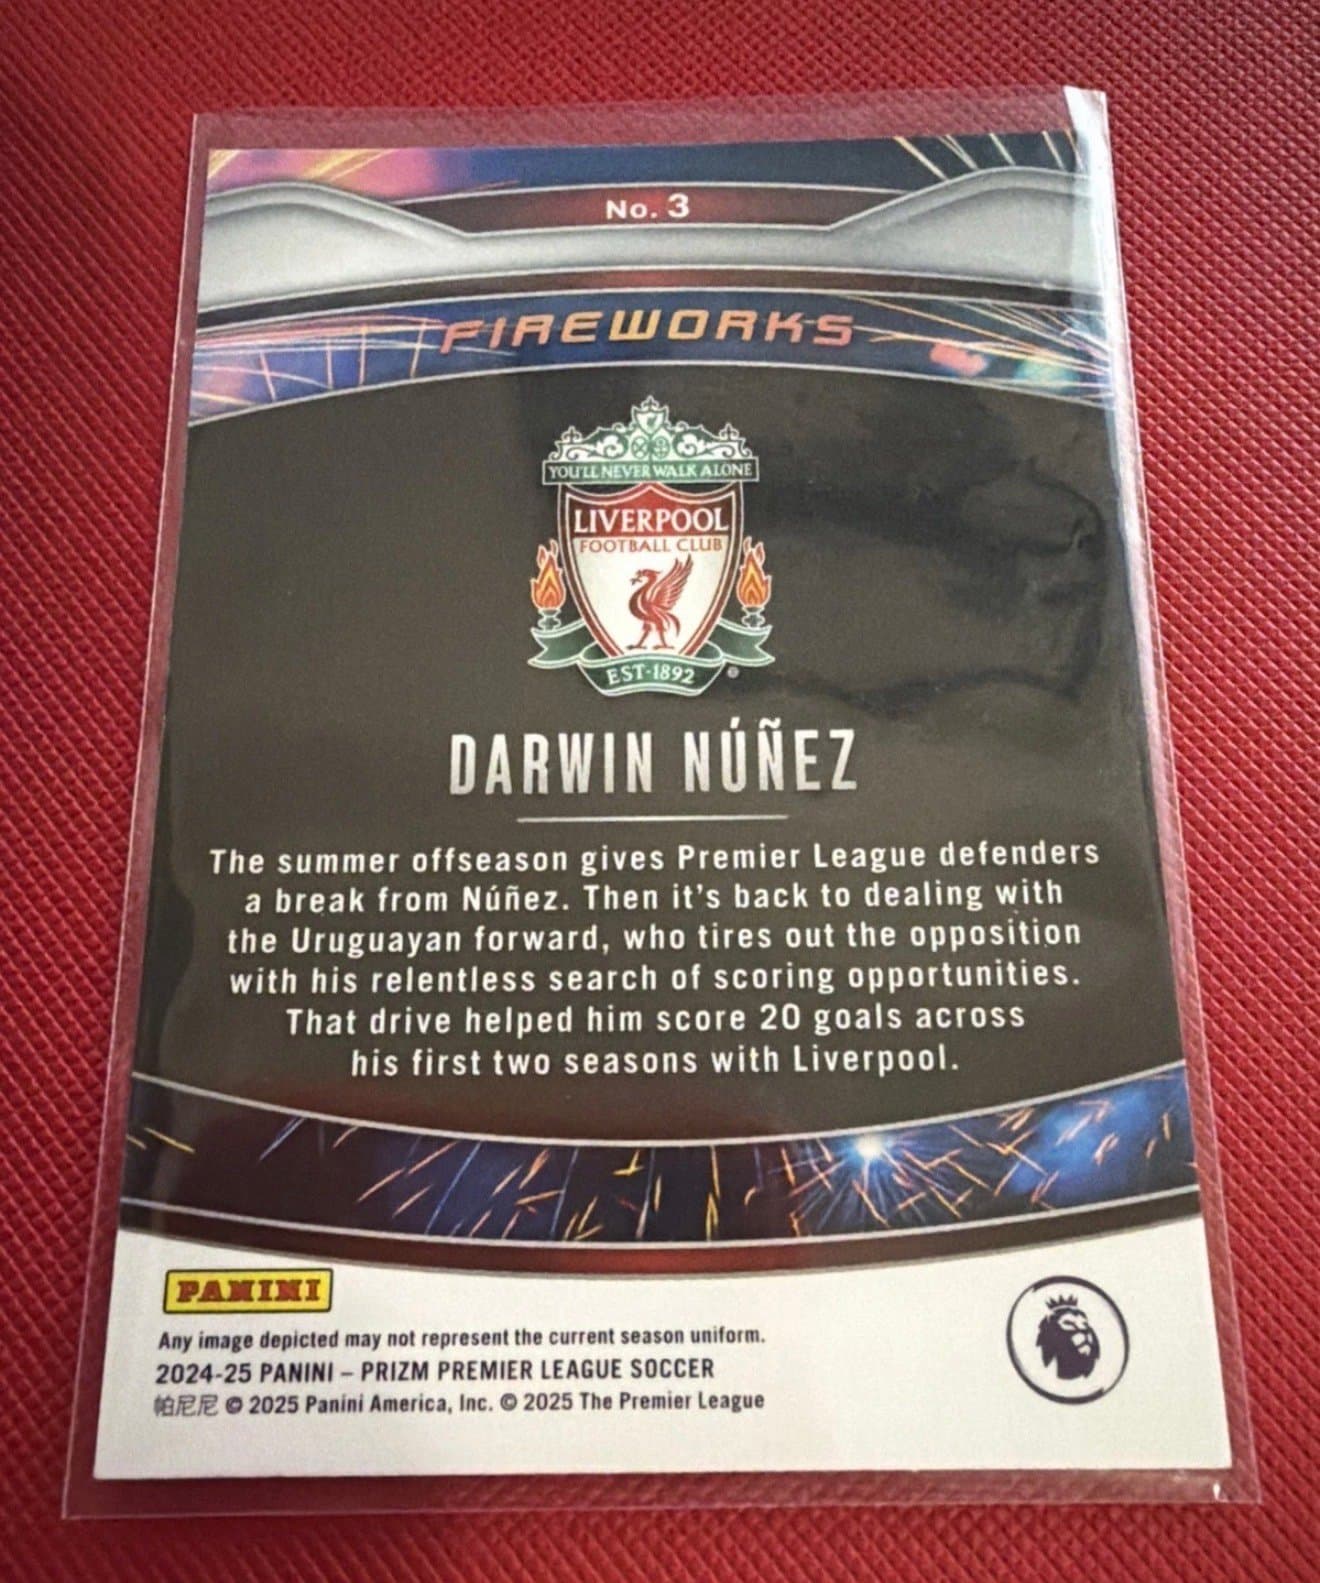 No. 3
FIREWORKS
YOU'LL NEVER WALK ALONE
LIVERPOOL
FOOTBALL CLUB
EST·1892
®
DARWIN NÚÑEZ
The summer offseason gives Premier League defenders
a break from Núñez. Then it's back to dealing with
the Uruguayan forward, who tires out the opposition
with his relentless search of scoring opportunities.
That drive helped him score 20 goals across
his first two seasons with Liverpool.
PANINI
Any image depicted may not represent the current season uniform.
2024-25 PANINI – PRIZM PREMIER LEAGUE SOCCER
帕尼尼 © 2025 Panini America, Inc. © 2025 The Premier League